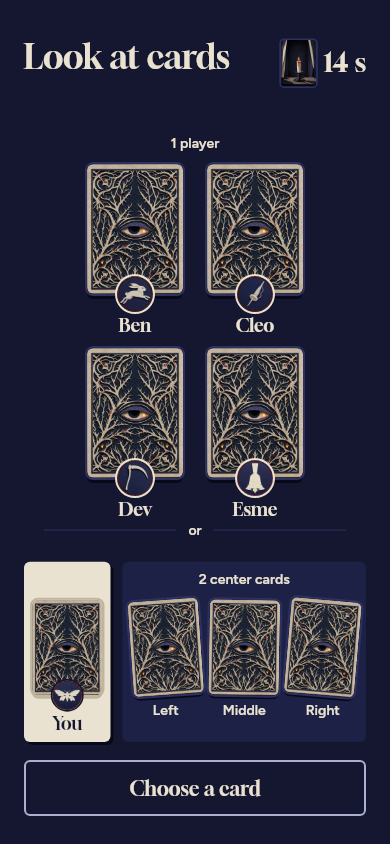 Look at cards
14 s
1 player
Ben
Cleo
Dev
Esme
or
You
2 center cards
Left
Middle
Right
Choose a card